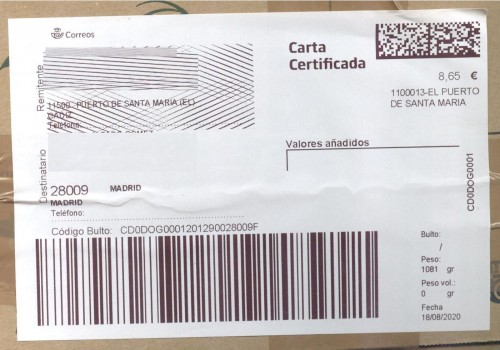 Correos
Remitente
11500 PUERTO DE SANTA MARIA (EL)
CADIZ
Teléfono:
Carta
Certificada
8,65 €
1100013-EL PUERTO
DE SANTA MARIA
Valores añadidos
Destinatario
28009 MADRID
MADRID
Teléfono:
Código Bulto: CD0DOG0001201290028009F
CD0DOG0001
Bulto:
/
Peso:
1081 gr
Peso vol.:
0 gr
Fecha
18/08/2020